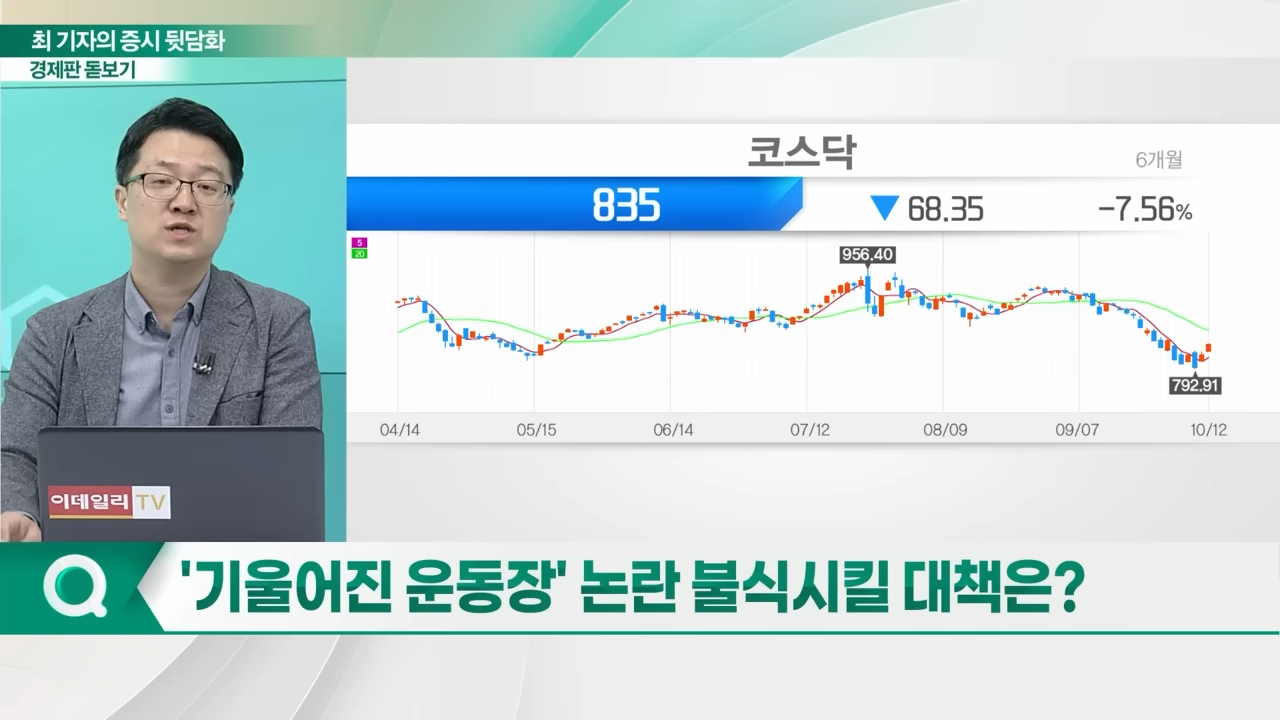 최 기자의 증시 뒷담화
경제판 돋보기
코스닥
6개월
835
▼ 68.35
-7.56%
5
20
956.40
792.91
04/14
05/15
06/14
07/12
08/09
09/07
10/12
이데일리 TV
'기울어진 운동장' 논란 불식시킬 대책은?